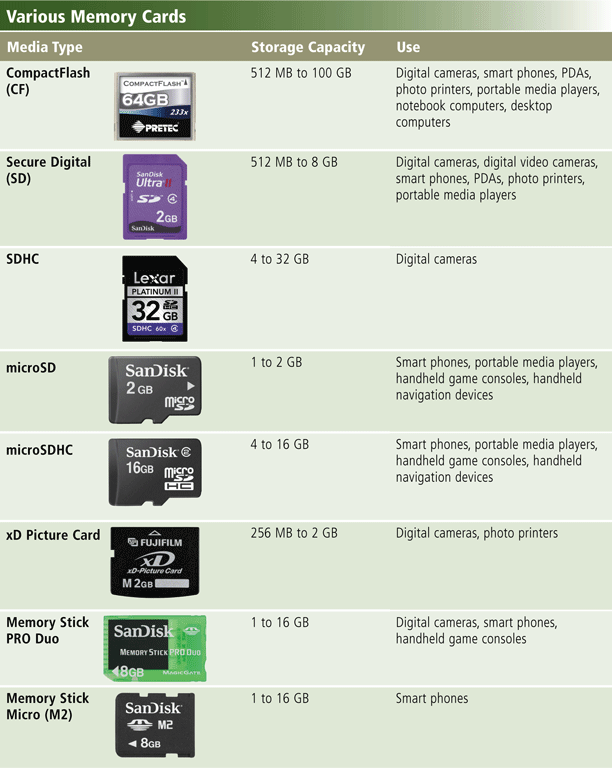 Various Memory Cards
Media Type Storage Capacity Use
CompactFlash
(CF)
COMPACTFLASH
64GB
233x
PRETEC
512 MB to 100 GB
Digital cameras, smart phones, PDAs,
photo printers, portable media players,
notebook computers, desktop
computers
Secure Digital
(SD)
SanDisk
Ultra II
SD 4
2GB
SanDisk
512 MB to 8 GB
Digital cameras, digital video cameras,
smart phones, PDAs, photo printers,
portable media players
SDHC
Lexar
PLATINUM II
32 GB
SDHC 60x 4
4 to 32 GB
Digital cameras
microSD
SanDisk
2 GB
micro
SD
1 to 2 GB
Smart phones, portable media players,
handheld game consoles, handheld
navigation devices
microSDHC
SanDisk 2
16GB
micro
SD
HC
4 to 16 GB
Smart phones, portable media players,
handheld game consoles, handheld
navigation devices
xD Picture Card
FUJIFILM
xD
xD-Picture Card
M 2GB
256 MB to 2 GB
Digital cameras, photo printers
Memory Stick
PRO Duo
SanDisk
MEMORY STICK PRO DUO
8GB
MAGICGATE
1 to 16 GB
Digital cameras, smart phones,
handheld game consoles
Memory Stick
Micro (M2)
SanDisk
M2
8GB
1 to 16 GB
Smart phones